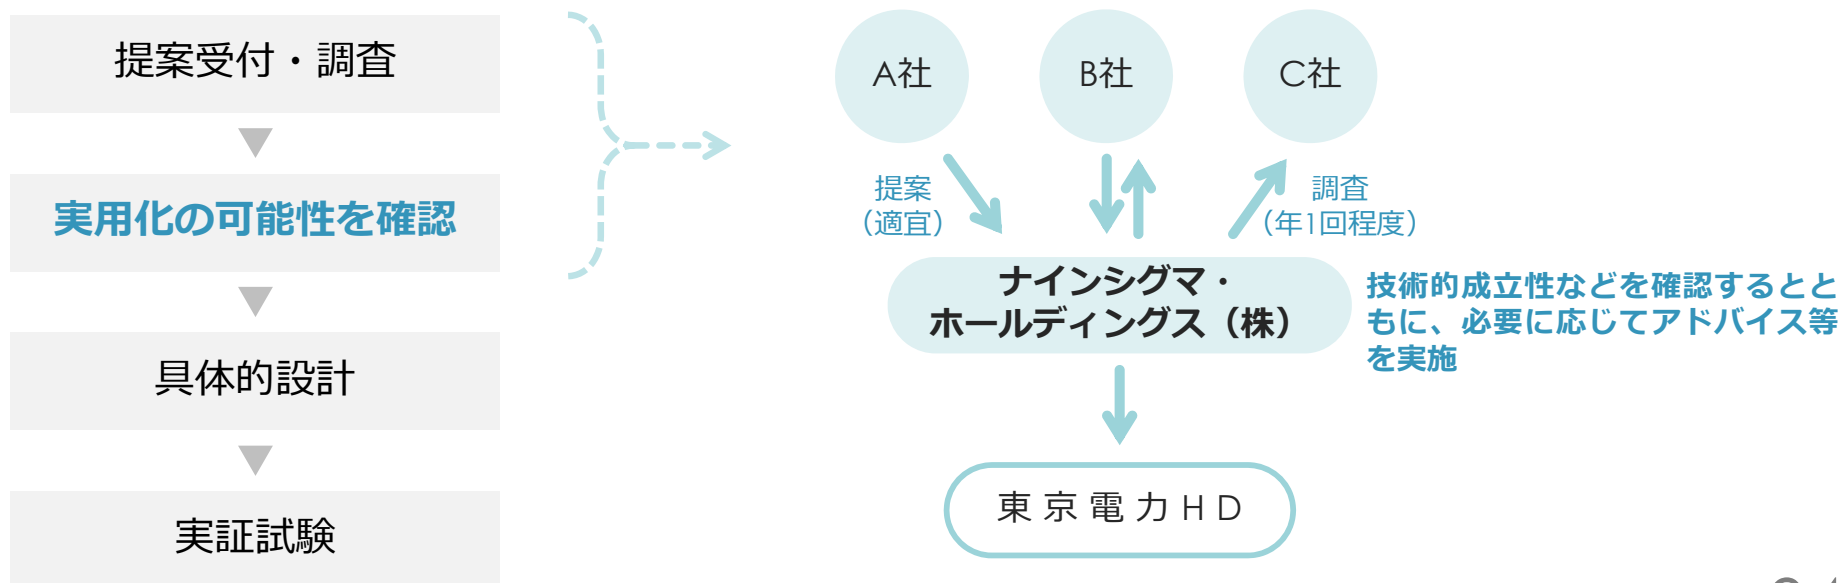 提案受付・調査
実用化の可能性を確認
具体的設計
実証試験
A社
B社
C社
提案
（適宜）
調査
（年1回程度）
ナインシグマ・
ホールディングス（株）
技術的成立性などを確認するとと
もに、必要に応じてアドバイス等
を実施
東京電力HD